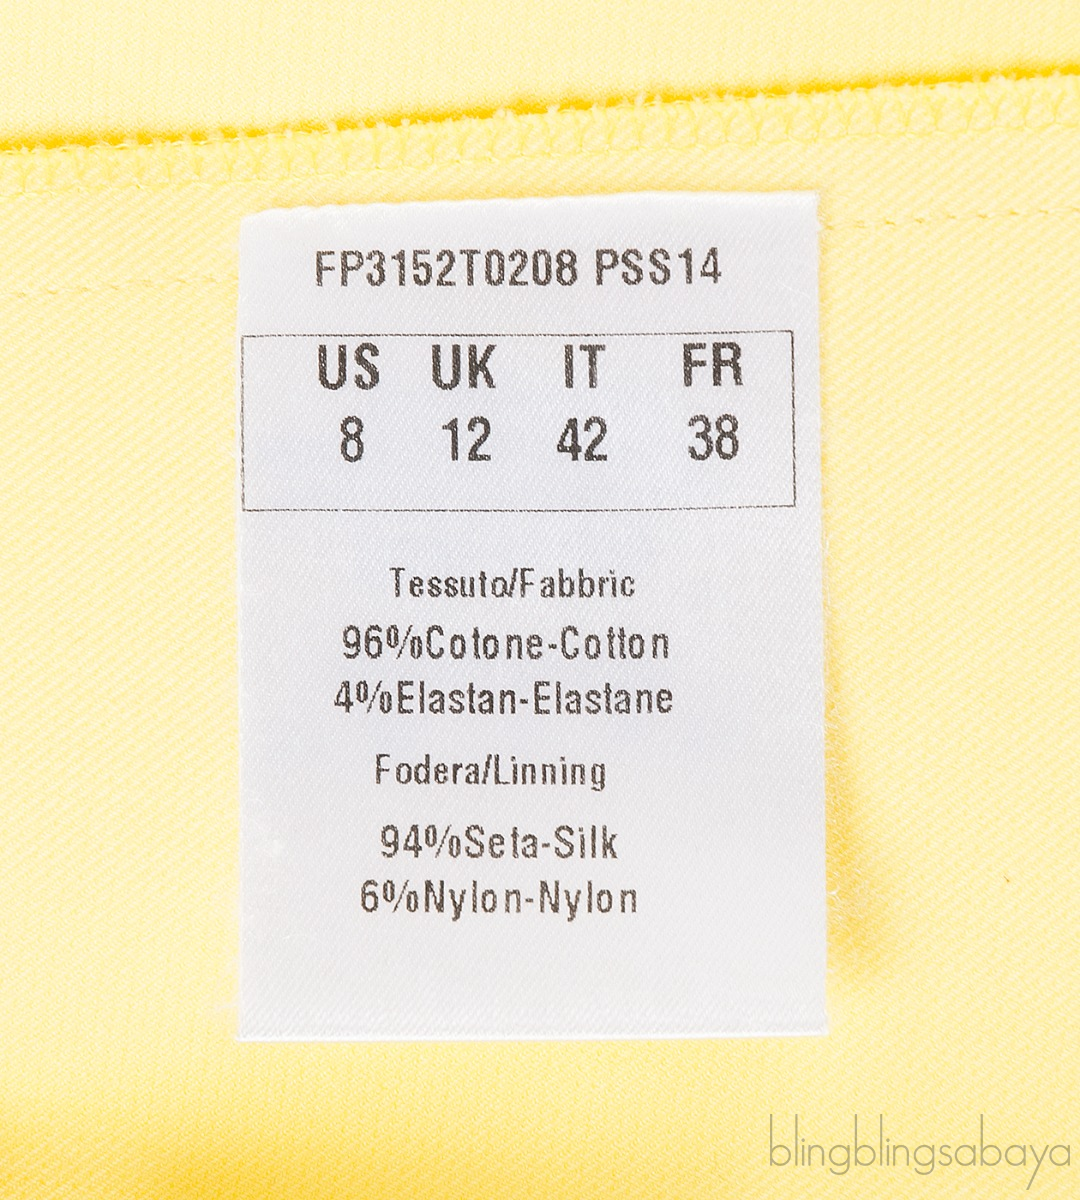 FP3152T0208 PSS14
US UK IT FR
8 12 42 38
Tessuto/Fabbric
96%Cotone-Cotton
4%Elastan-Elastane
Fodera/Linning
94%Seta-Silk
6%Nylon-Nylon
blingblingsabaya